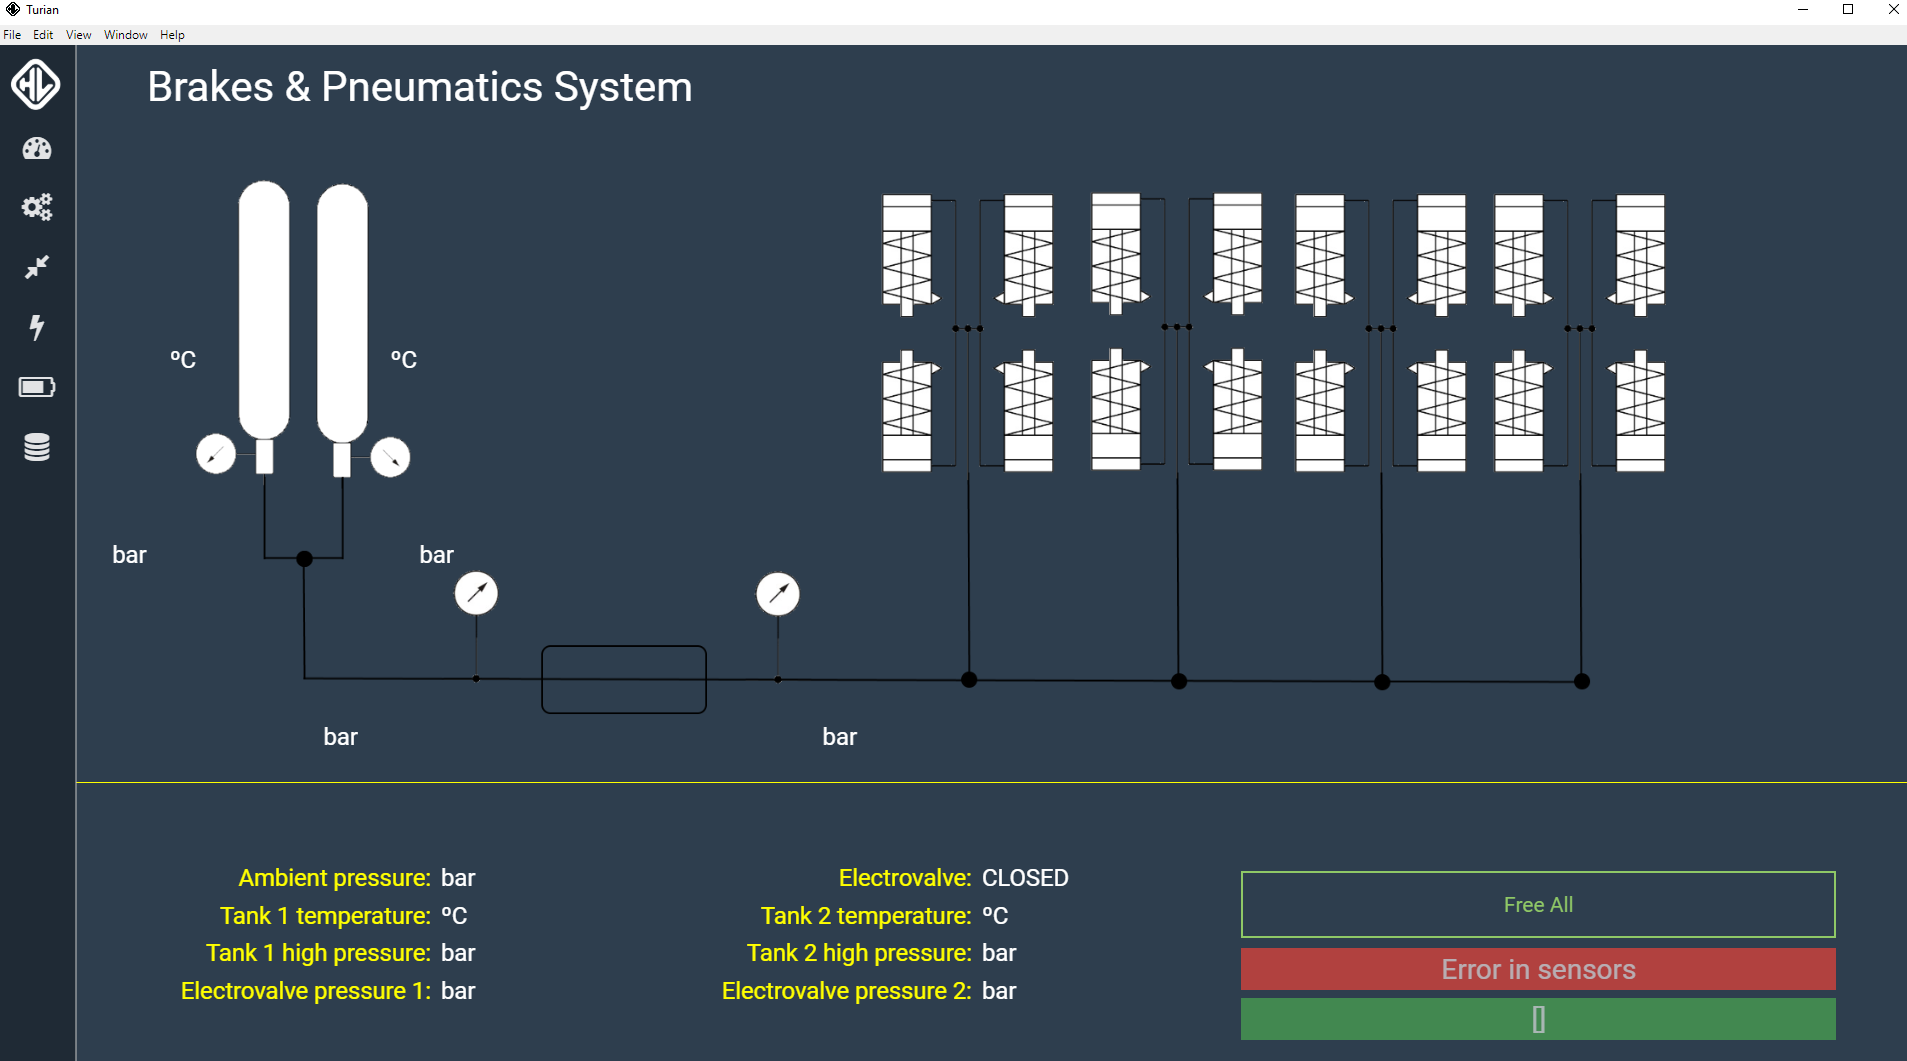 Turian
File Edit View Window Help
HL
Brakes & Pneumatics System
ºC ºC
bar bar
bar bar
Ambient pressure: bar
Tank 1 temperature: ºC
Tank 1 high pressure: bar
Electrovalve pressure 1: bar
Electrovalve: CLOSED
Tank 2 temperature: ºC
Tank 2 high pressure: bar
Electrovalve pressure 2: bar
Free All
Error in sensors
[]